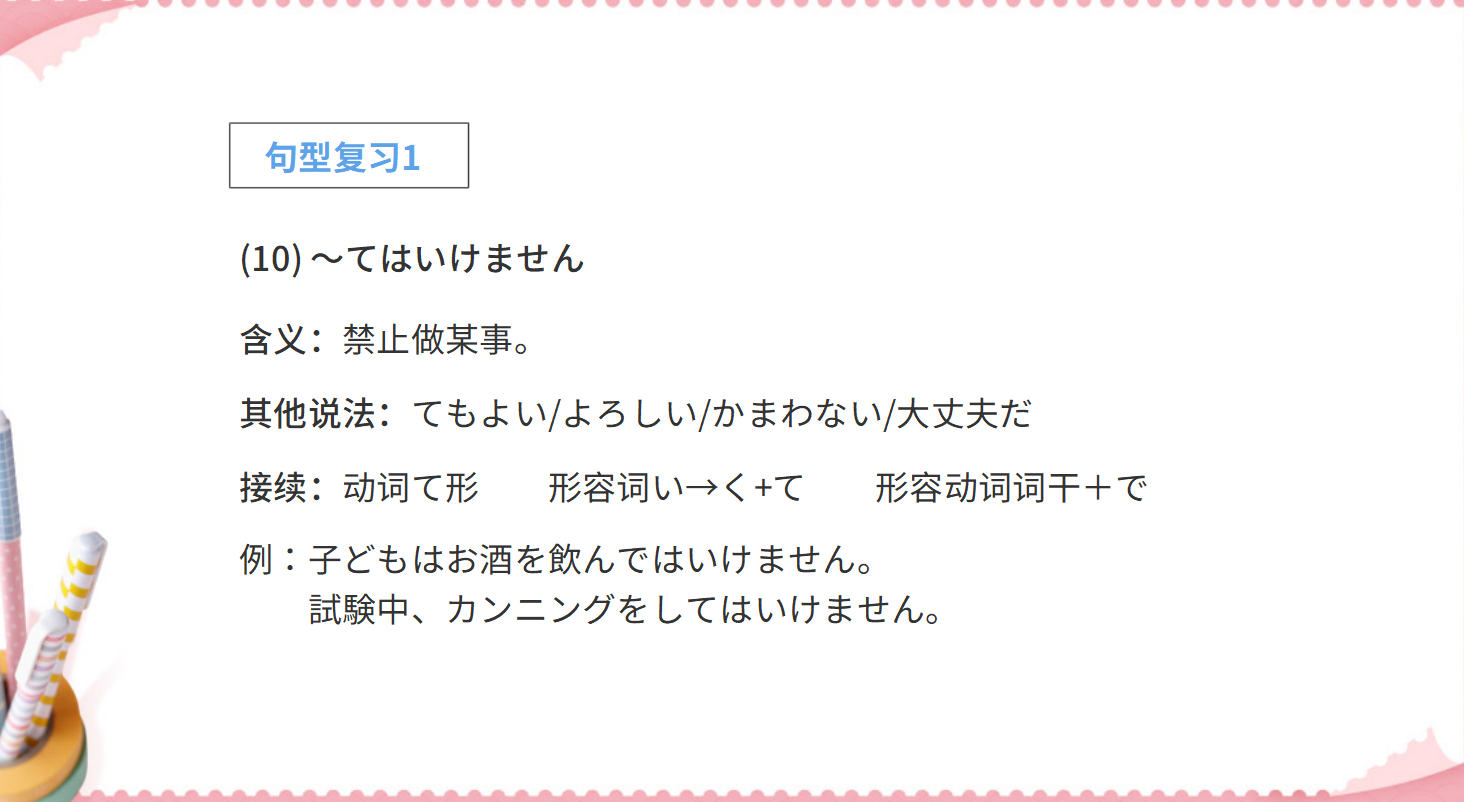 句型复习1
(10) ～てはいけません
含义：禁止做某事。
其他说法：てもよい/よろしい/かまわない/大丈夫だ
接续：动词て形　　形容词い→く+て　　形容动词词干＋で
例：子どもはお酒を飲んではいけません。
試験中、カンニングをしてはいけません。